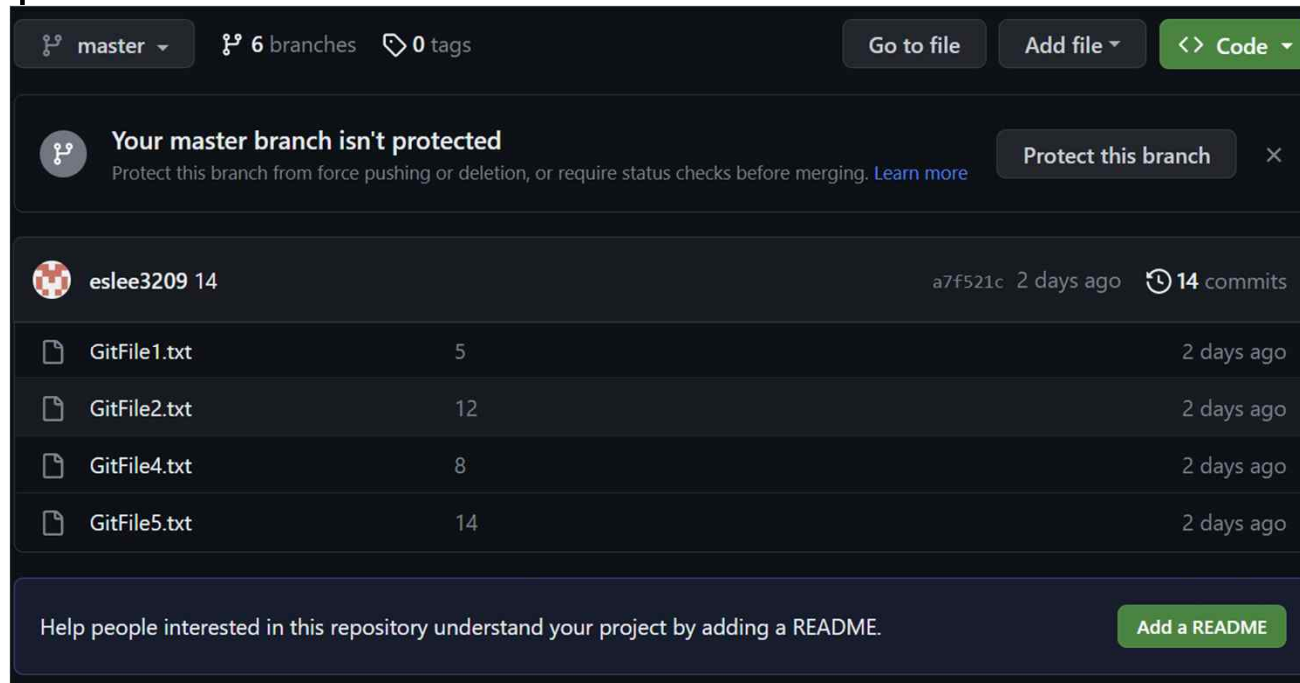 master 6 branches 0 tags Go to file Add file <> Code
Your master branch isn't protected
Protect this branch from force pushing or deletion, or require status checks before merging. Learn more
Protect this branch ×
eslee3209 14 a7f521c 2 days ago 14 commits
GitFile1.txt 5 2 days ago
GitFile2.txt 12 2 days ago
GitFile4.txt 8 2 days ago
GitFile5.txt 14 2 days ago
Help people interested in this repository understand your project by adding a README. Add a README